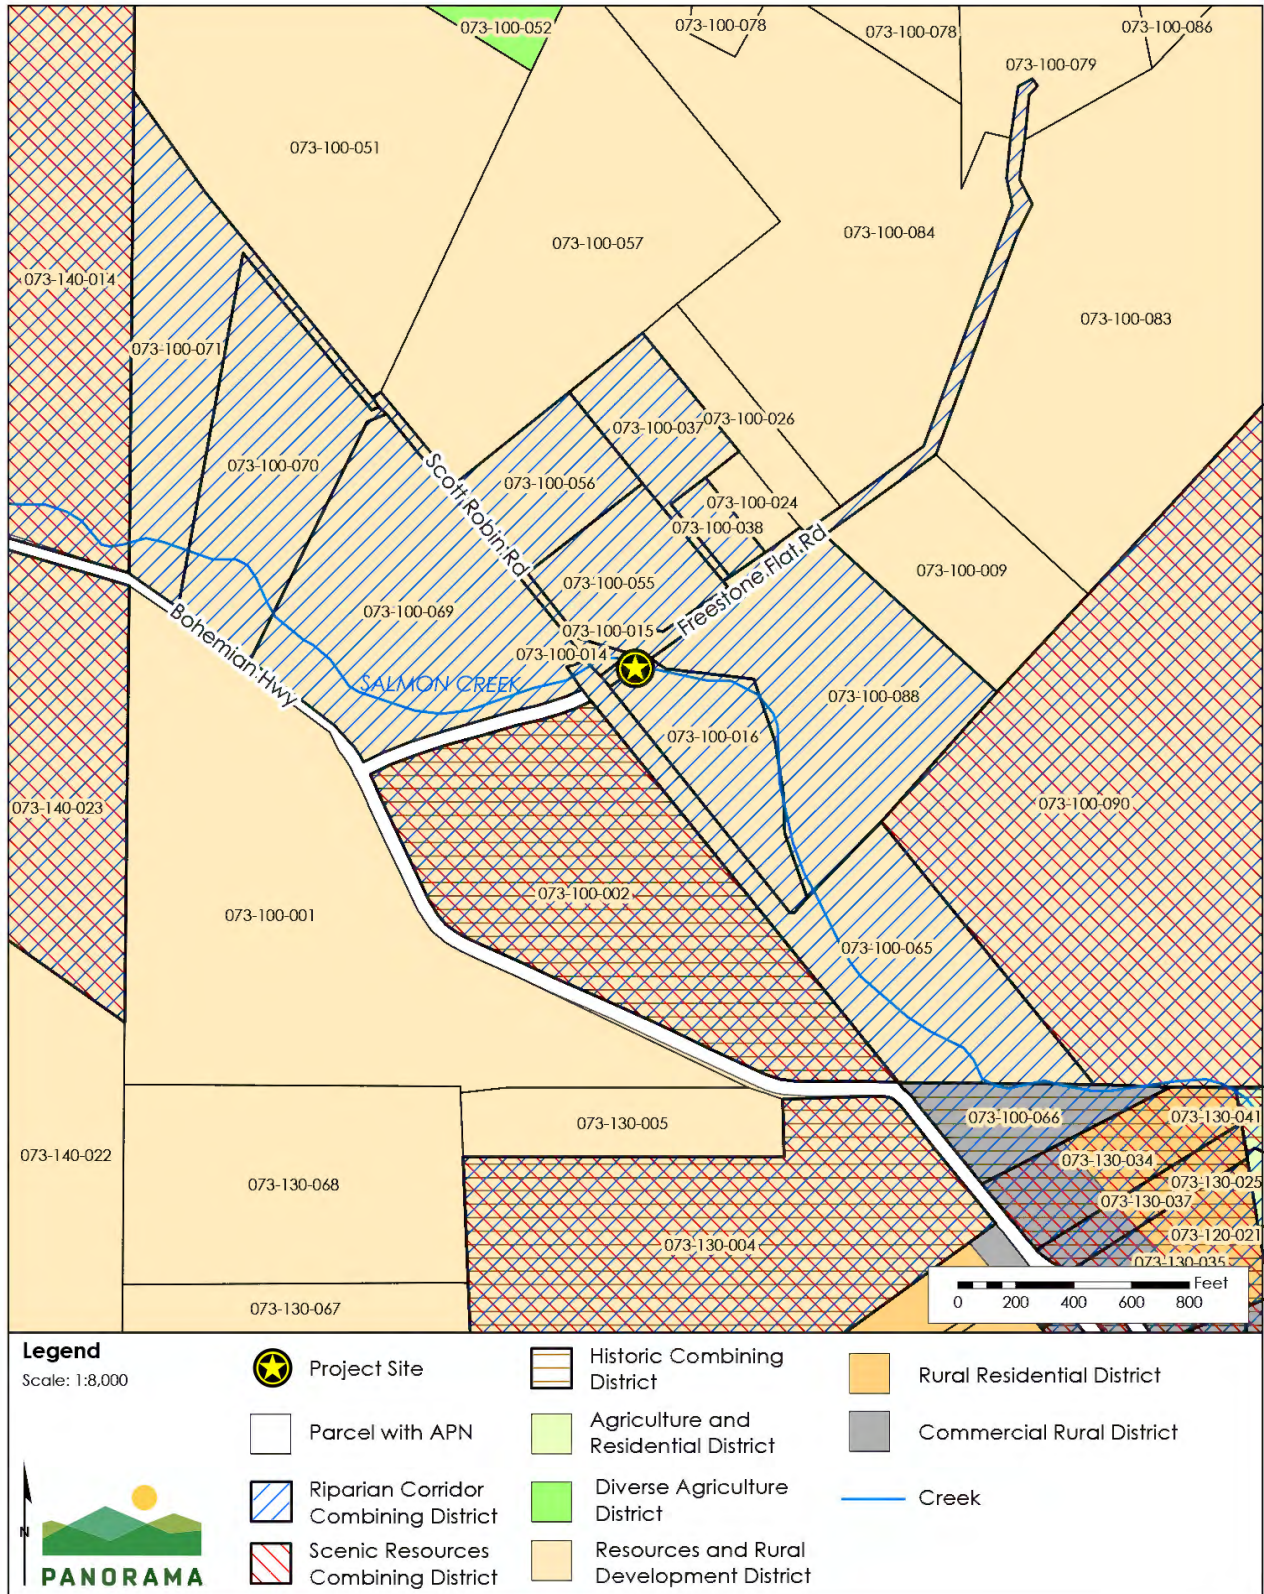 073-100-052
073-100-078
073-100-078
073-100-086
073-100-079
073-100-051
073-100-057
073-100-084
073-140-014
073-100-083
073-100-071
073-100-037
073-100-026
073-100-070
073-100-056
073-100-024
073-100-038
Scott Robin Rd
073-100-009
073-100-055
Freestone Flat Rd
073-100-069
Bohemian Hwy
073-100-015
073-100-014
SALMON CREEK
073-100-088
073-100-016
073-140-023
073-100-090
073-100-002
073-100-001
073-100-065
073-100-066
073-130-041
073-130-005
073-140-022
073-130-034
073-130-068
073-130-025
073-130-037
073-130-004
073-120-021
073-130-035
073-130-067
Feet
0 200 400 600 800
Legend
Scale: 1:8,000
N
PANORAMA
Project Site
Parcel with APN
Riparian Corridor
Combining District
Scenic Resources
Combining District
Historic Combining
District
Agriculture and
Residential District
Diverse Agriculture
District
Resources and Rural
Development District
Rural Residential District
Commercial Rural District
Creek